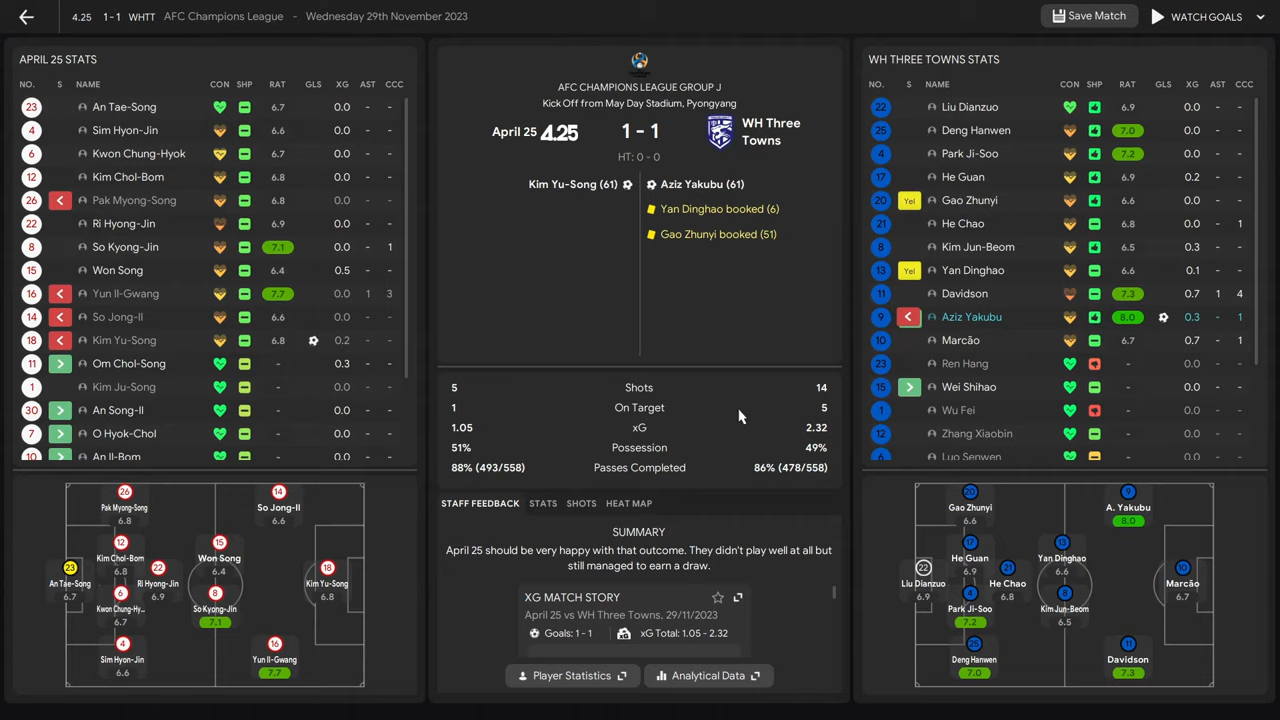 4.25 1-1 WHTT AFC Champions League - Wednesday 29th November 2023 Save Match WATCH GOALS
APRIL 25 STATS
NO. S NAME CON SHP RAT GLS XG AST CCC
23 An Tae-Song 6.7 0.0 - -
4 Sim Hyon-Jin 6.6 0.0 - -
6 Kwon Chung-Hyok 6.7 0.0 - -
12 Kim Chol-Bom 6.8 0.0 - -
26 Pak Myong-Song 6.8 0.0 - -
22 Ri Hyong-Jin 6.9 0.0 - -
8 So Kyong-Jin 7.1 0.0 - 1
15 Won Song 6.4 0.5 - -
16 Yun Il-Gwang 7.7 0.0 1 3
14 So Jong-Il 6.6 0.0 - -
18 Kim Yu-Song 6.8 0.2 - -
11 Om Chol-Song - 0.3 - -
1 Kim Ju-Song - 0.0 - -
30 An Song-Il - 0.0 - -
7 O Hyok-Chol - 0.0 - -
10 An Il-Bom - 0.0 - -
26 14
Pak Myong-Song So Jong-Il
6.8 6.6
12 15
Kim Chol-Bom Won Song
6.8 6.4
23 22 18
An Tae-Song Ri Hyong-Jin Kim Yu-Song
6.7 6.9 6.8
6 8
Kwon Chung-Hy... So Kyong-Jin
6.7 7.1
4 16
Sim Hyon-Jin Yun Il-Gwang
6.6 7.7
AFC CHAMPIONS LEAGUE GROUP J
Kick Off from May Day Stadium, Pyongyang
April 25 4.25 1 - 1 WH Three Towns
HT: 0 - 0
Kim Yu-Song (61) Aziz Yakubu (61)
Yan Dinghao booked (6)
Gao Zhunyi booked (51)
5 Shots 14
1 On Target 5
1.05 xG 2.32
51% Possession 49%
88% (493/558) Passes Completed 86% (478/558)
STAFF FEEDBACK STATS SHOTS HEAT MAP
SUMMARY
April 25 should be very happy with that outcome. They didn't play well at all but
still managed to earn a draw.
XG MATCH STORY
April 25 vs WH Three Towns, 29/11/2023
Goals: 1 - 1 xG Total: 1.05 - 2.32
Player Statistics Analytical Data
WH THREE TOWNS STATS
NO. S NAME CON SHP RAT GLS XG AST CCC
22 Liu Dianzuo 6.9 0.0 - -
25 Deng Hanwen 7.0 0.0 - -
4 Park Ji-Soo 7.2 0.0 - -
17 He Guan 6.9 0.2 - -
20 Yel Gao Zhunyi 6.6 0.0 - -
21 He Chao 6.8 0.0 - 1
8 Kim Jun-Beom 6.5 0.3 - -
13 Yel Yan Dinghao 6.6 0.1 - -
11 Davidson 7.3 0.7 1 4
9 Aziz Yakubu 8.0 0.3 - 1
10 Marcão 6.7 0.7 - 1
23 Ren Hang - 0.0 - -
15 Wei Shihao - 0.0 - -
1 Wu Fei - 0.0 - -
12 Zhang Xiaobin - 0.0 - -
6 Luo Senwen - 0.0 - -
20 9
Gao Zhunyi A. Yakubu
6.6 8.0
17 13
He Guan Yan Dinghao
6.9 6.6
22 21 10
Liu Dianzuo He Chao Marcão
6.9 6.8 6.7
4 8
Park Ji-Soo Kim Jun-Beom
7.2 6.5
25 11
Deng Hanwen Davidson
7.0 7.3